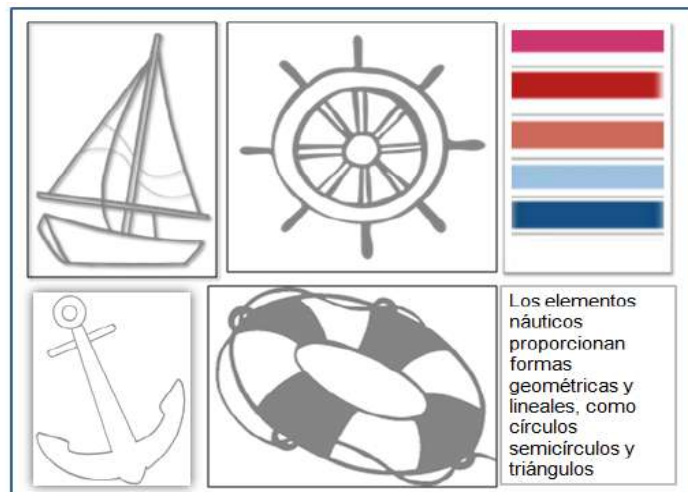 Los elementos
náuticos
proporcionan
formas
geométricas y
lineales, como
círculos
semicírculos y
triángulos